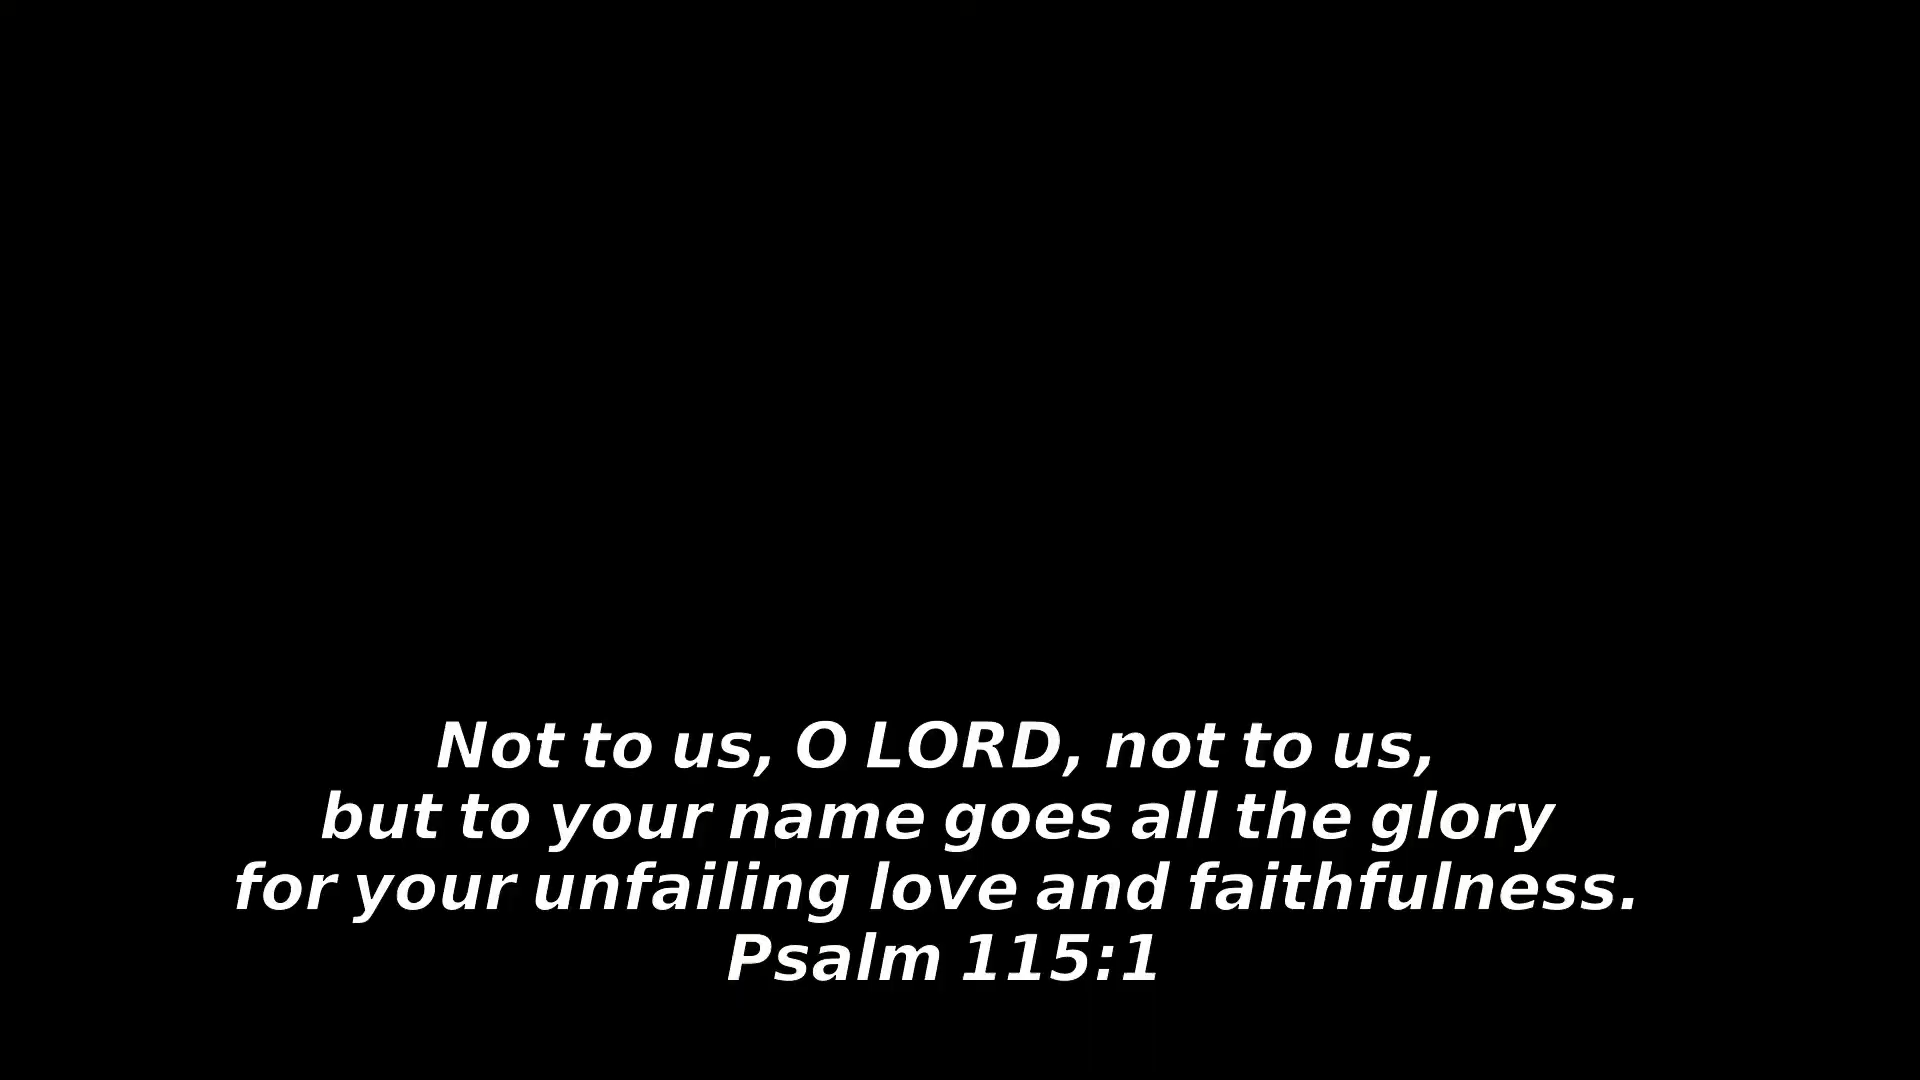 Not to us, O LORD, not to us,
but to your name goes all the glory
for your unfailing love and faithfulness.
Psalm 115:1